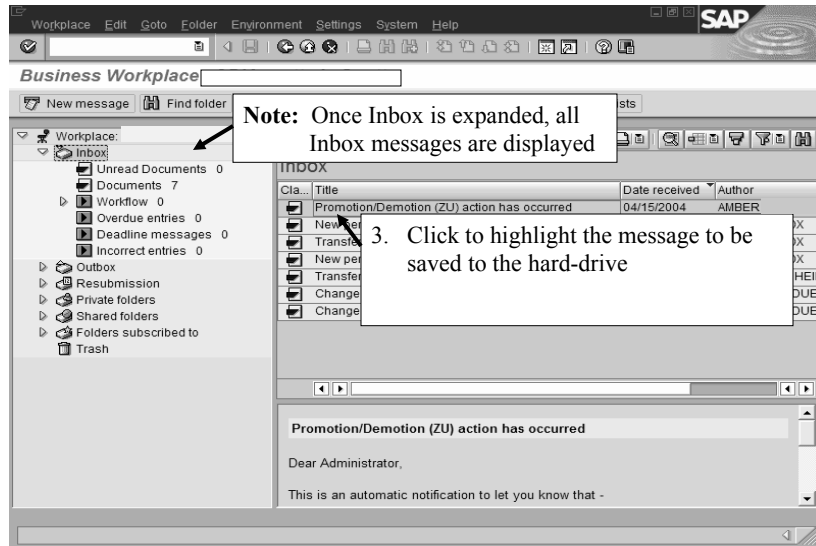 Workplace Edit Goto Folder Environment Settings System Help
SAP
Business Workplace
New message Find folder
Note: Once Inbox is expanded, all
Inbox messages are displayed
Workplace:
Inbox
Unread Documents 0
Documents 7
Workflow 0
Overdue entries 0
Deadline messages 0
Incorrect entries 0
Outbox
Resubmission
Private folders
Shared folders
Folders subscribed to
Trash
Inbox
Cla... Title Date received Author
Promotion/Demotion (ZU) action has occurred 04/15/2004 AMBER
New
Transfer
New
Transfer
Change
Change
3. Click to highlight the message to be
saved to the hard-drive
Promotion/Demotion (ZU) action has occurred
Dear Administrator,
This is an automatic notification to let you know that -